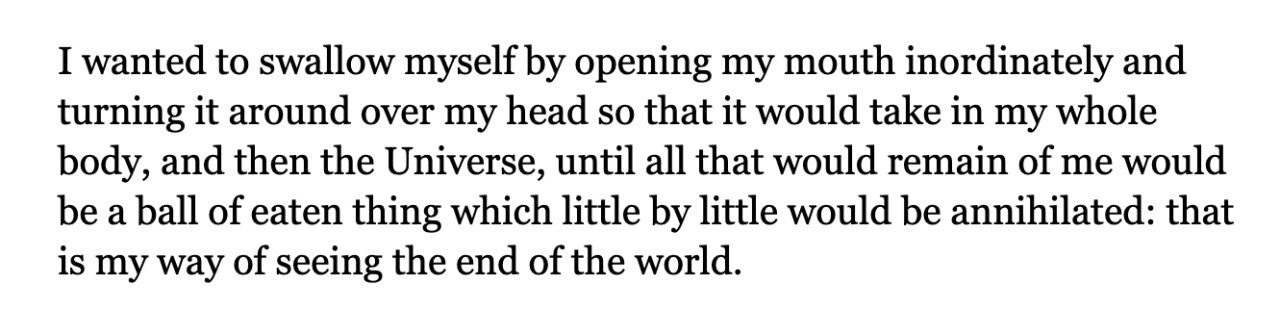 I wanted to swallow myself by opening my mouth inordinately and
turning it around over my head so that it would take in my whole
body, and then the Universe, until all that would remain of me would
be a ball of eaten thing which little by little would be annihilated: that
is my way of seeing the end of the world.